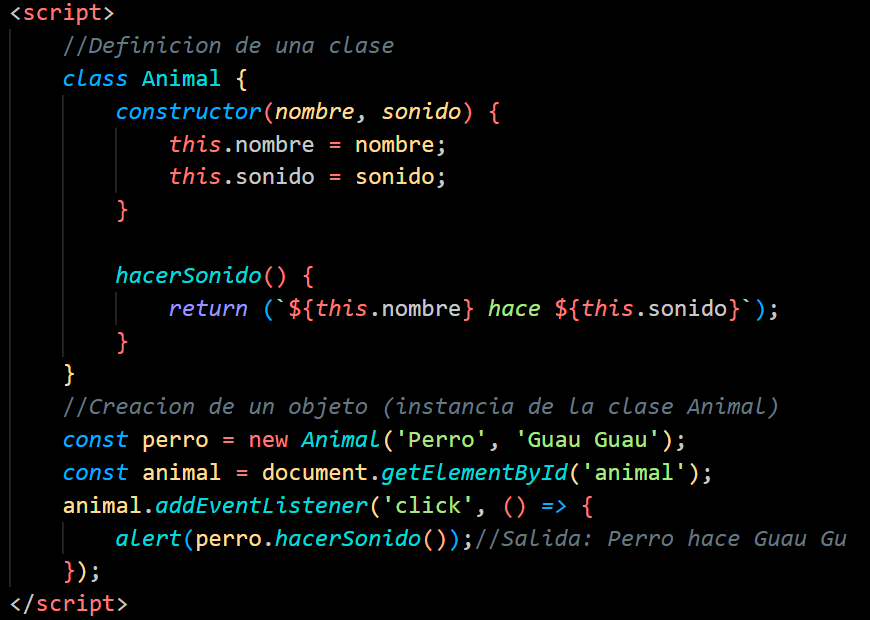 <script>
//Definicion de una clase
class Animal {
constructor(nombre, sonido) {
this.nombre = nombre;
this.sonido = sonido;
}
hacerSonido() {
return (`${this.nombre} hace ${this.sonido}`);
}
}
//Creacion de un objeto (instancia de la clase Animal)
const perro = new Animal('Perro', 'Guau Guau');
const animal = document.getElementById('animal');
animal.addEventListener('click', () => {
alert(perro.hacerSonido());//Salida: Perro hace Guau Gu
});
</script>